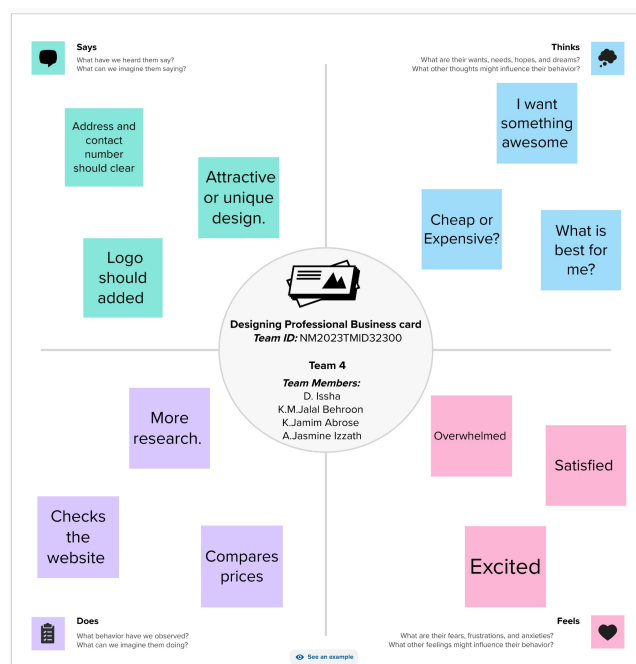 Says
What have we heard them say?
What can we imagine them saying?
Thinks
What are their wants, needs, hopes, and dreams?
What other thoughts might influence their behavior?
Address and
contact
number
should clear
Attractive
or unique
design.
Logo
should
added
I want
something
awesome
Cheap or
Expensive?
What is
best for
me?
Designing Professional Business card
Team ID: NM2023TMID32300
Team 4
Team Members:
D. Issha
K.M.Jalal Behroon
K.Jamim Abrose
A.Jasmine Izzath
More
research.
Checks
the
website
Compares
prices
Overwhelmed
Satisfied
Excited
Does
What behavior have we observed?
What can we imagine them doing?
Feels
What are their fears, frustrations, and anxieties?
What other feelings might influence their behavior?
See an example